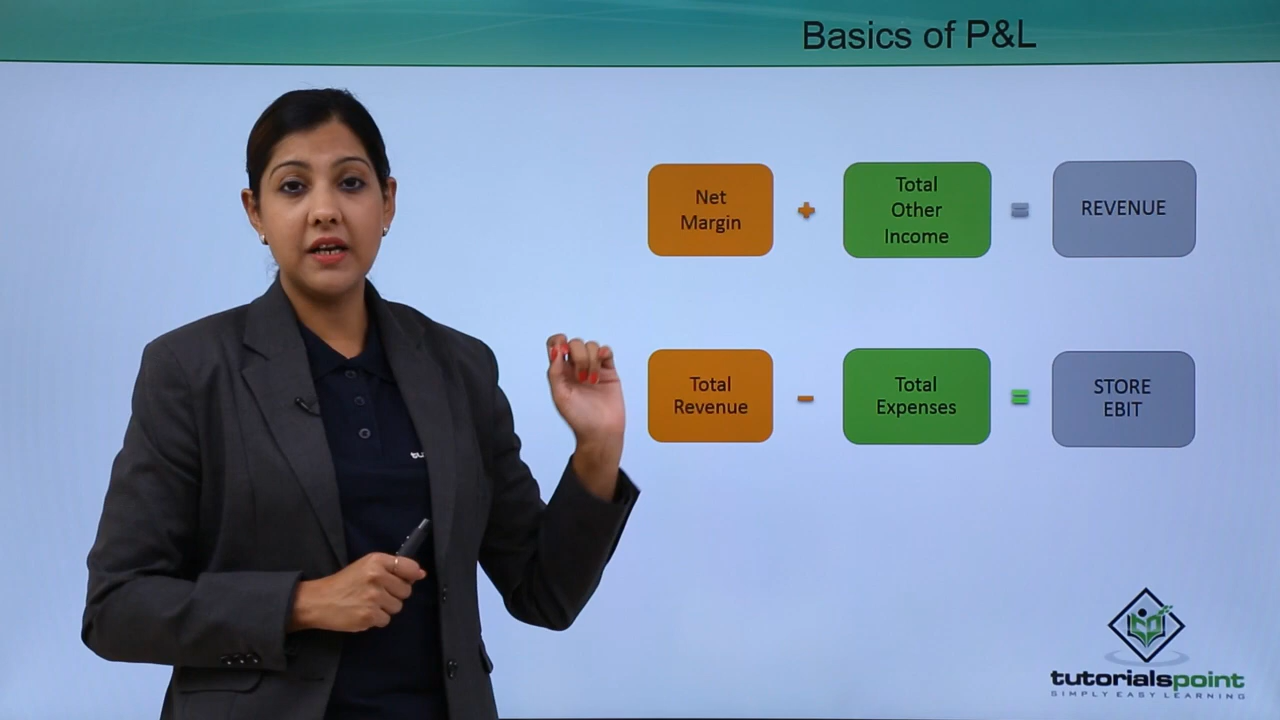 Basics of P&L
Net
Margin
+
Total
Other
Income
=
REVENUE
Total
Revenue
-
Total
Expenses
=
STORE
EBIT
tutorialspoint
SIMPLY EASY LEARNING